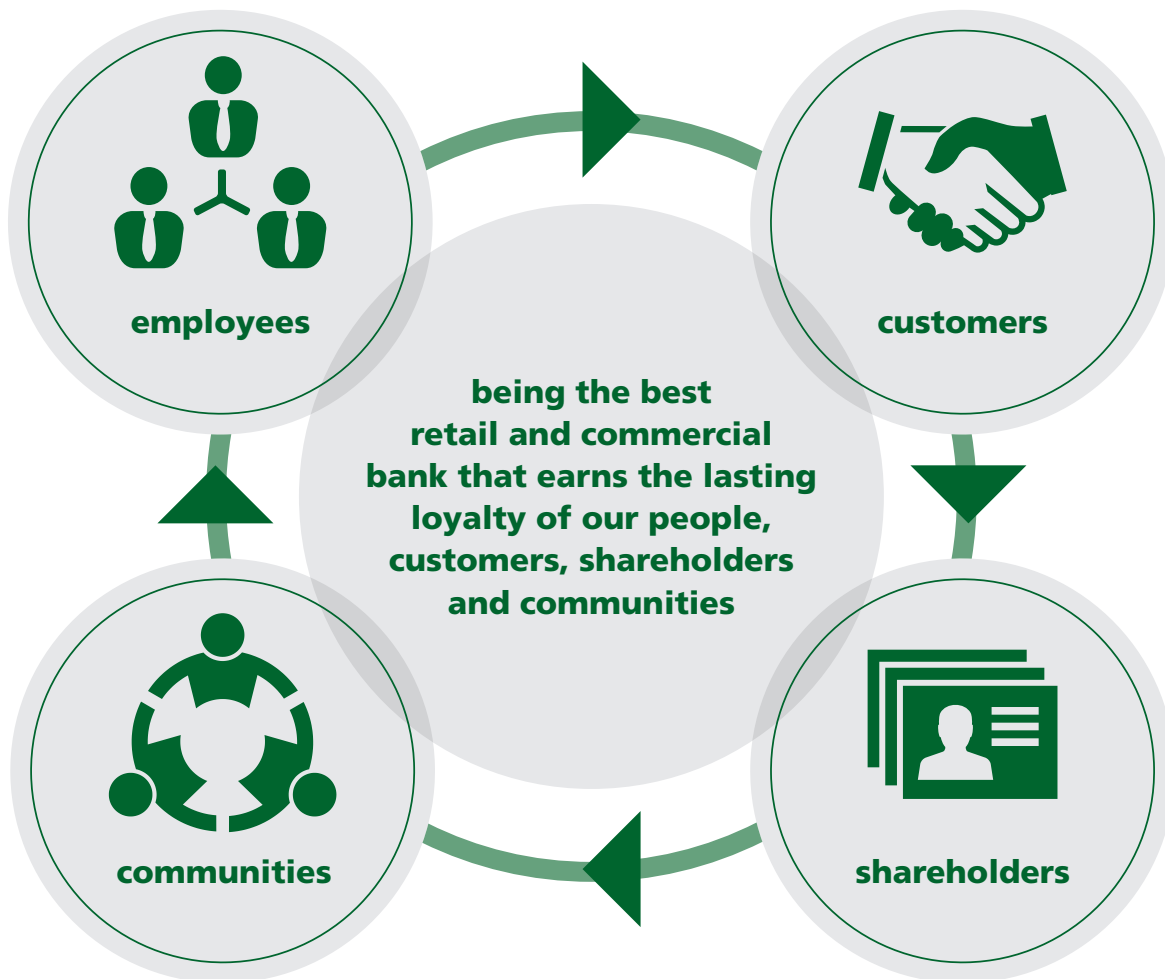 employees
customers
being the best
retail and commercial
bank that earns the lasting
loyalty of our people,
customers, shareholders
and communities
communities
shareholders